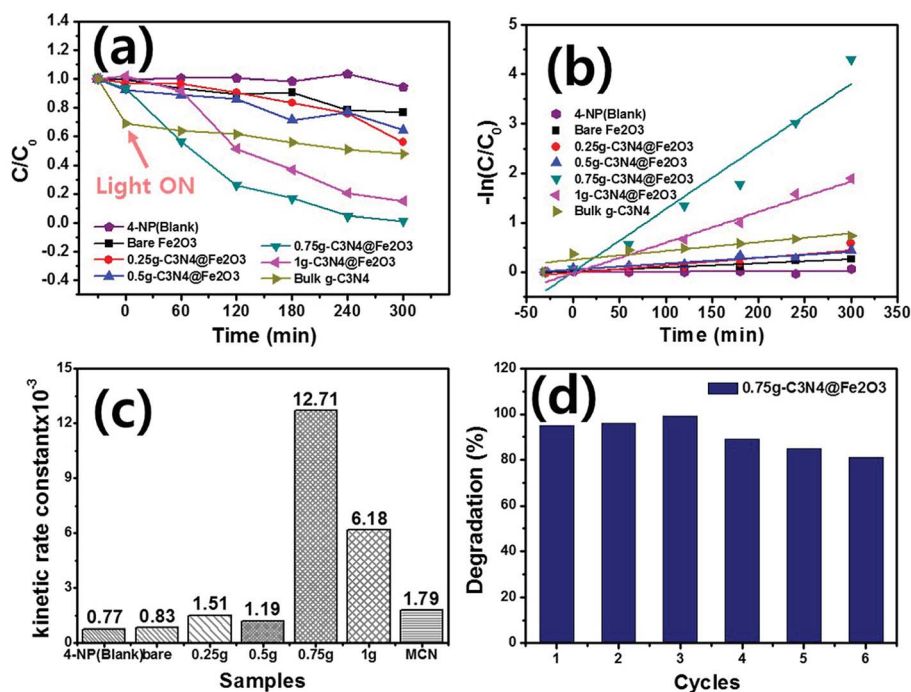 (a)
C/C0
1.4
1.2
1.0
0.8
0.6
0.4
0.2
0.0
-0.2
-0.4
Light ON
4-NP(Blank)
Bare Fe2O3
0.25g-C3N4@Fe2O3
0.5g-C3N4@Fe2O3
0.75g-C3N4@Fe2O3
1g-C3N4@Fe2O3
Bulk g-C3N4
0 60 120 180 240 300
Time (min)
(b)
-ln(C/C0)
5
4
3
2
1
0
4-NP(Blank)
Bare Fe2O3
0.25g-C3N4@Fe2O3
0.5g-C3N4@Fe2O3
0.75g-C3N4@Fe2O3
1g-C3N4@Fe2O3
Bulk g-C3N4
-50 0 50 100 150 200 250 300 350
Time (min)
(c)
kinetic rate constantx10-3
15
12
9
6
3
0
0.77 0.83 1.51 1.19 12.71 6.18 1.79
4-NP(Blank) bare 0.25g 0.5g 0.75g 1g MCN
Samples
(d)
Degradation (%)
120
100
80
60
40
20
0
0.75g-C3N4@Fe2O3
1 2 3 4 5 6
Cycles